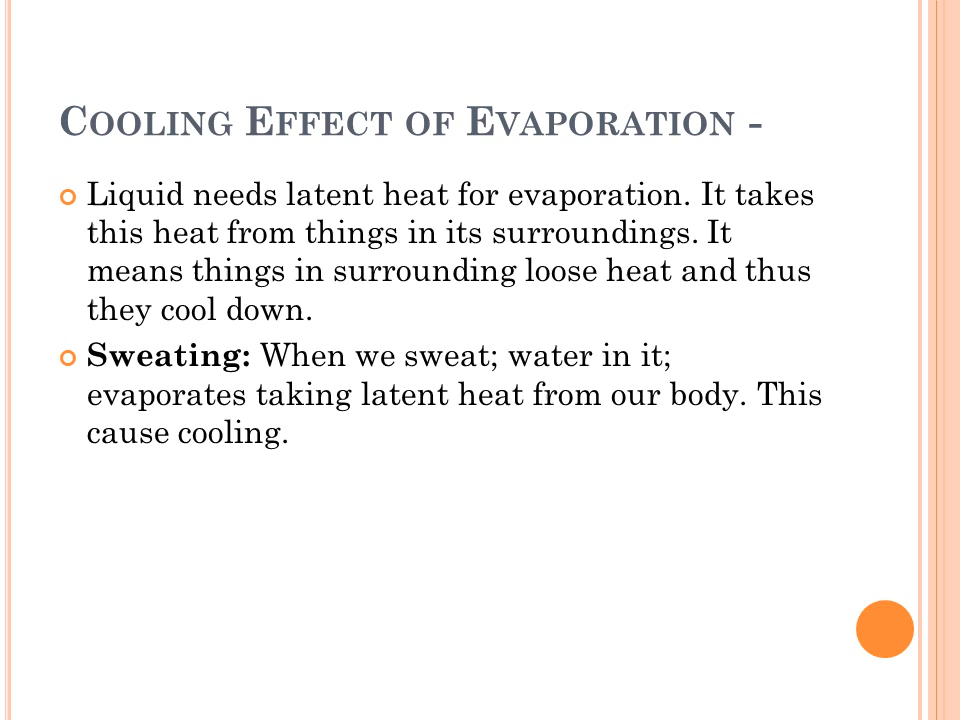 COOLING EFFECT OF EVAPORATION -
Liquid needs latent heat for evaporation. It takes
this heat from things in its surroundings. It
means things in surrounding loose heat and thus
they cool down.
Sweating: When we sweat; water in it;
evaporates taking latent heat from our body. This
cause cooling.